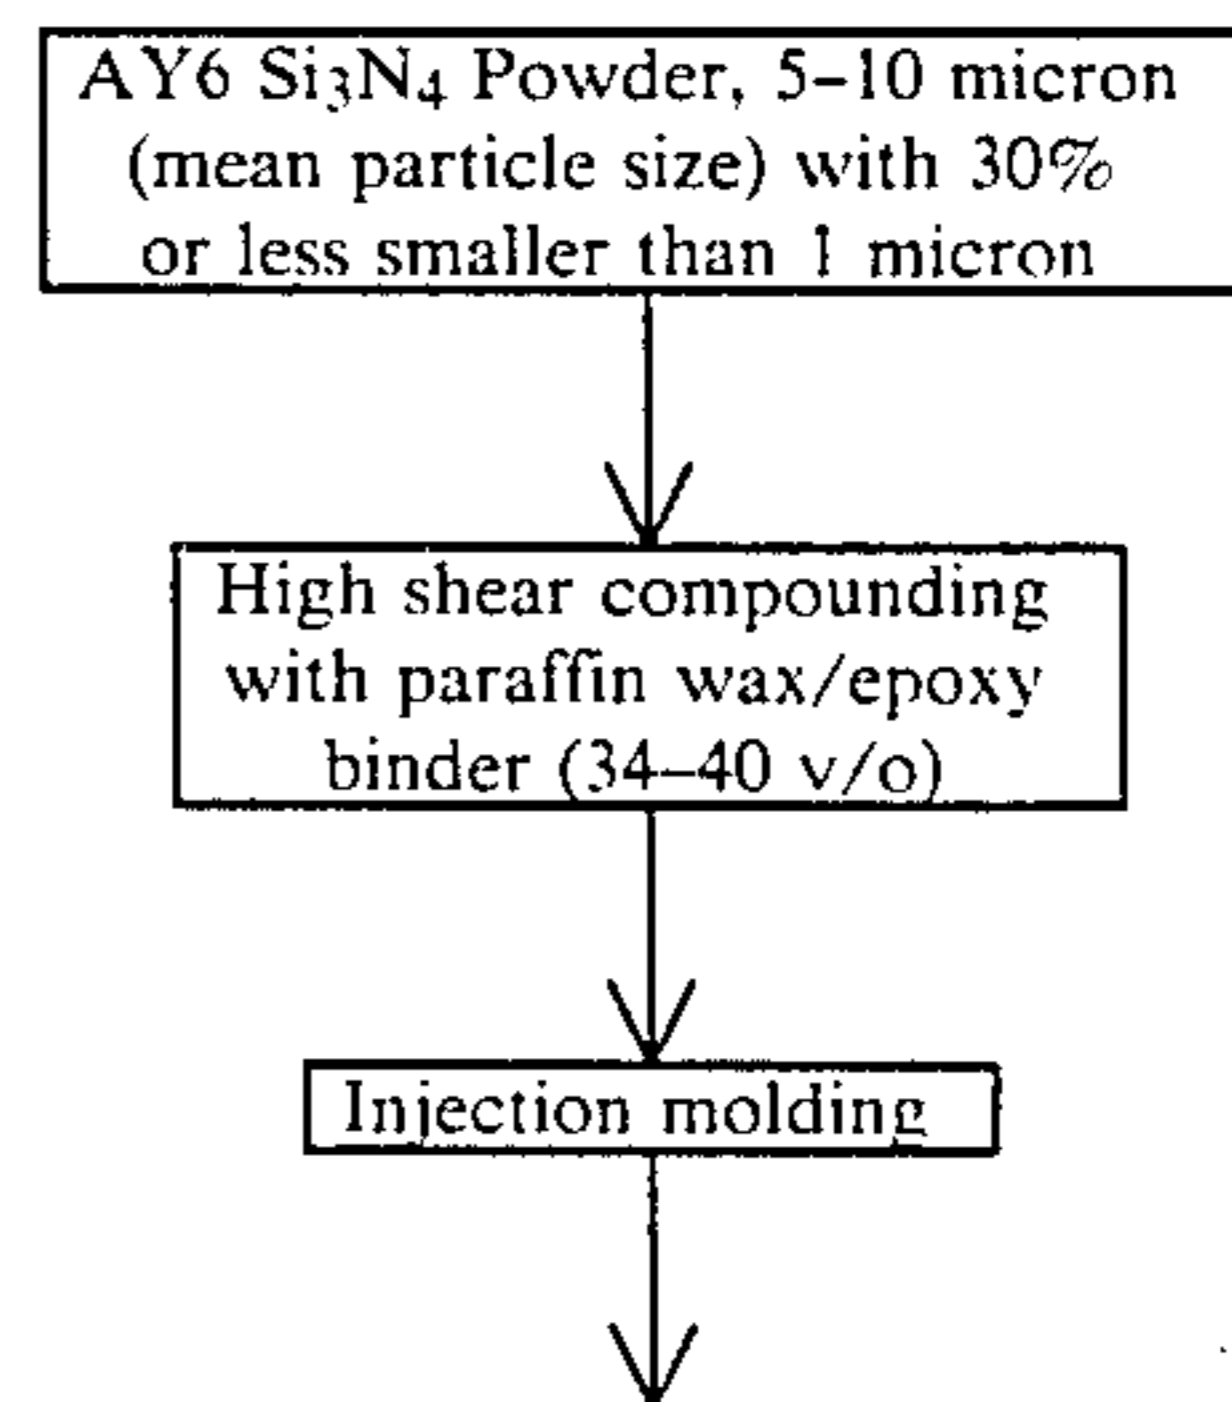 AY6 Si₃N₄ Powder, 5–10 micron
(mean particle size) with 30%
or less smaller than 1 micron
High shear compounding
with paraffin wax/epoxy
binder (34–40 v/o)
Injection molding